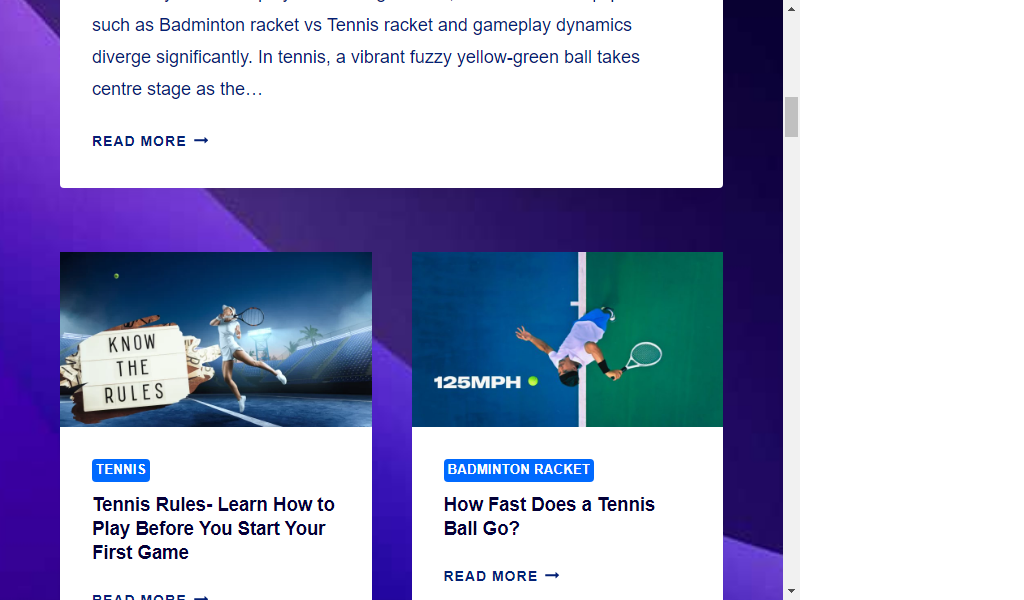 such as Badminton racket vs Tennis racket and gameplay dynamics
diverge significantly. In tennis, a vibrant fuzzy yellow-green ball takes
centre stage as the…
READ MORE →
KNOW
THE
RULES
125MPH
TENNIS
Tennis Rules- Learn How to
Play Before You Start Your
First Game
READ MORE →
BADMINTON RACKET
How Fast Does a Tennis
Ball Go?
READ MORE →